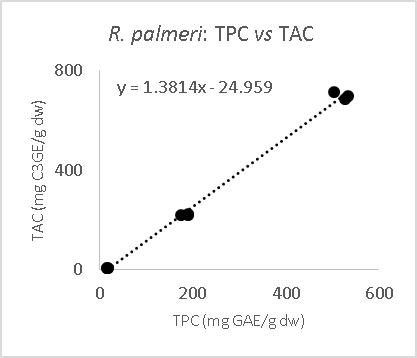 R. palmeri: TPC vs TAC
y = 1.3814x - 24.959
800
400
0
TAC (mg C3GE/g dw)
0 200 400 600
TPC (mg GAE/g dw)